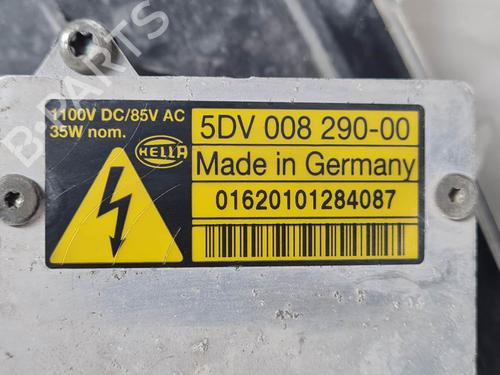 1100V DC/85V AC
35W nom.
HELLA
5DV 008 290-00
Made in Germany
01620101284087
B-PARTS